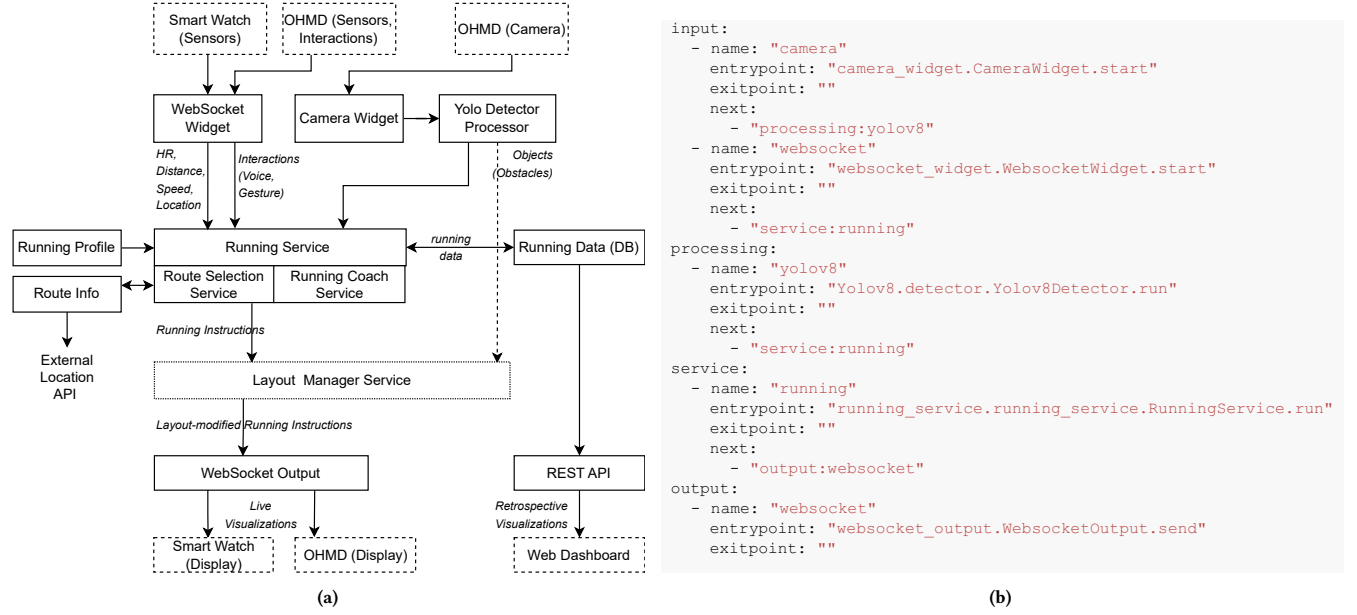 Smart Watch
(Sensors)
OHMD (Sensors,
Interactions)
OHMD (Camera)
WebSocket
Widget
Camera Widget
Yolo Detector
Processor
HR,
Distance,
Speed,
Location
Interactions
(Voice,
Gesture)
Objects
(Obstacles)
Running Profile
Running Service
running
data
Running Data (DB)
Route Info
Route Selection
Service
Running Coach
Service
Running Instructions
External
Location
API
Layout Manager Service
Layout-modified Running Instructions
WebSocket Output
REST API
Live
Visualizations
Retrospective
Visualizations
Smart Watch
(Display)
OHMD (Display)
Web Dashboard
(a)
input:
  - name: "camera"
    entrypoint: "camera_widget.CameraWidget.start"
    exitpoint: ""
    next:
      - "processing:yolov8"
  - name: "websocket"
    entrypoint: "websocket_widget.WebsocketWidget.start"
    exitpoint: ""
    next:
      - "service:running"
processing:
  - name: "yolov8"
    entrypoint: "Yolov8.detector.Yolov8Detector.run"
    exitpoint: ""
    next:
      - "service:running"
service:
  - name: "running"
    entrypoint: "running_service.running_service.RunningService.run"
    exitpoint: ""
    next:
      - "output:websocket"
output:
  - name: "websocket"
    entrypoint: "websocket_output.WebsocketOutput.send"
    exitpoint: ""
(b)